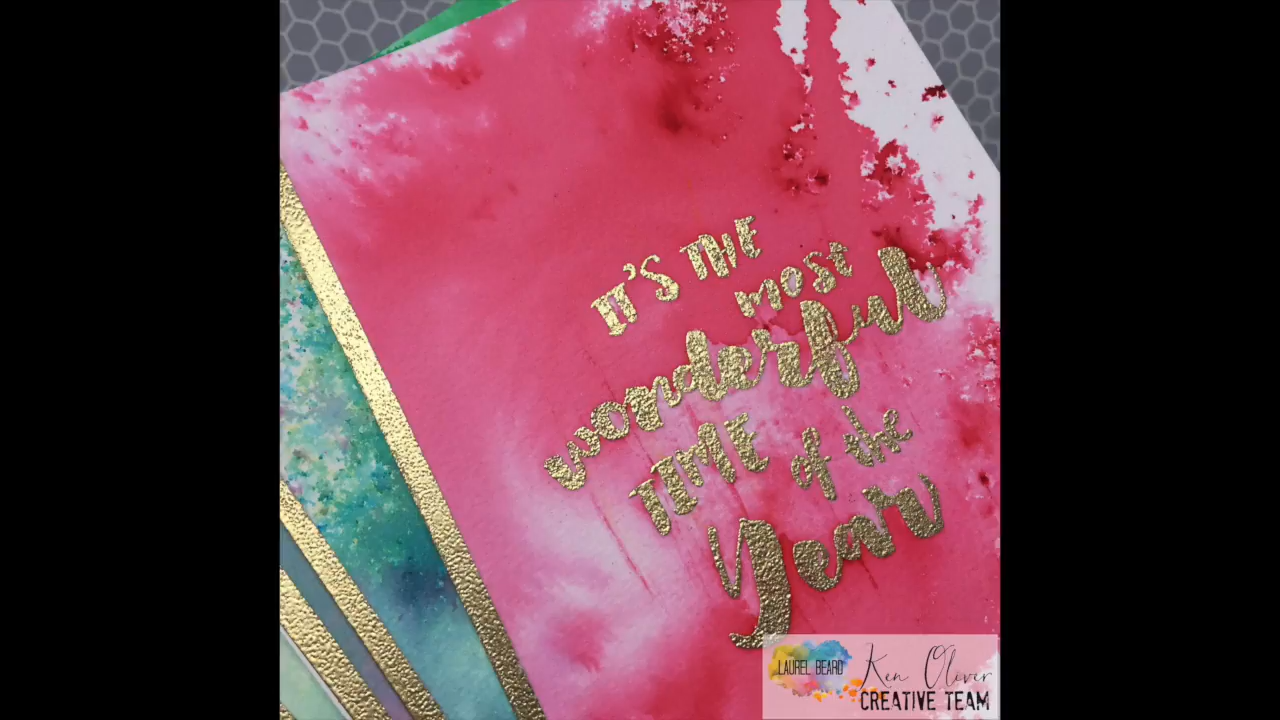 IT'S THE
most
wonderful
TIME of the
Year
LAUREL BEARD
Ken Oliver
CREATIVE TEAM